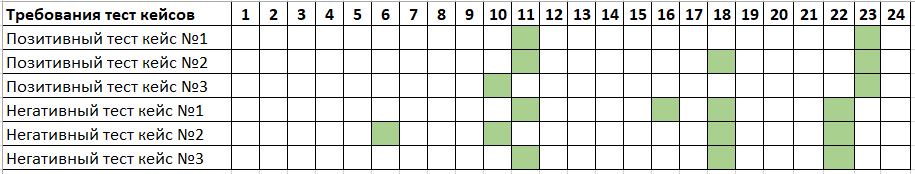 Требования тест кейсов 1 2 3 4 5 6 7 8 9 10 11 12 13 14 15 16 17 18 19 20 21 22 23 24
Позитивный тест кейс №1
Позитивный тест кейс №2
Позитивный тест кейс №3
Негативный тест кейс №1
Негативный тест кейс №2
Негативный тест кейс №3